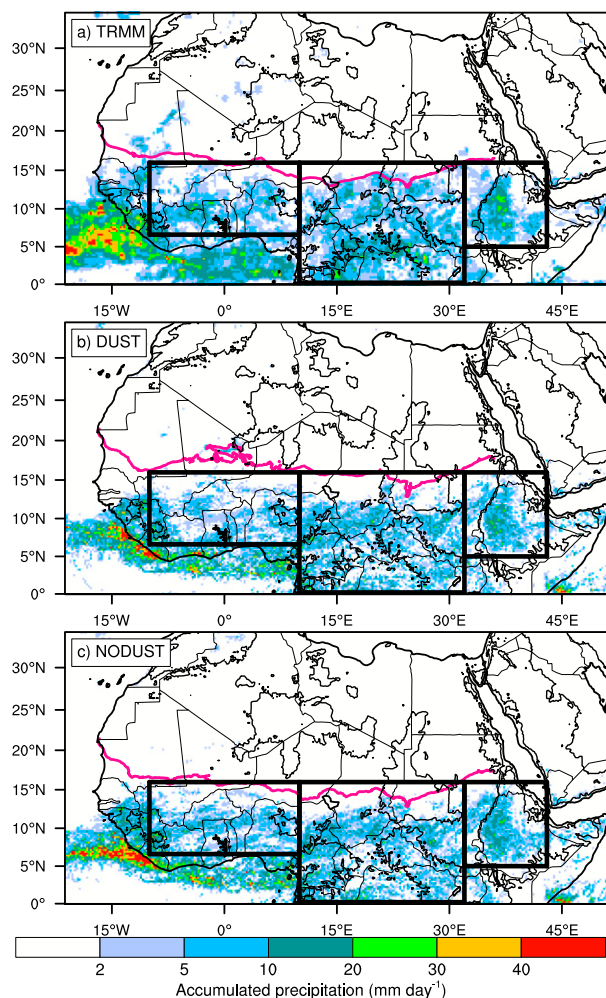 a) TRMM
30°N
25°N
20°N
15°N
10°N
5°N
0°
15°W 0° 15°E 30°E 45°E
b) DUST
30°N
25°N
20°N
15°N
10°N
5°N
0°
15°W 0° 15°E 30°E 45°E
c) NODUST
30°N
25°N
20°N
15°N
10°N
5°N
0°
15°W 0° 15°E 30°E 45°E
2 5 10 20 30 40
Accumulated precipitation (mm day⁻¹)